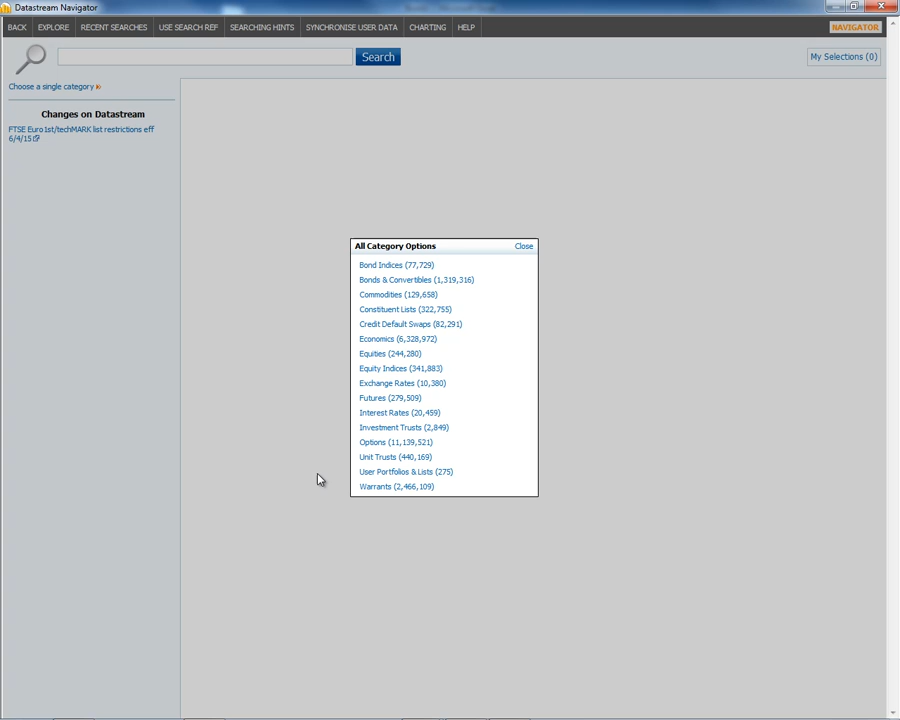 Datastream Navigator
BACK EXPLORE RECENT SEARCHES USE SEARCH REF SEARCHING HINTS SYNCHRONISE USER DATA CHARTING HELP NAVIGATOR
Search
My Selections (0)
Choose a single category
Changes on Datastream
FTSE Euro1st/techMARK list restrictions eff
6/4/15
All Category Options Close
Bond Indices (77,729)
Bonds & Convertibles (1,319,316)
Commodities (129,658)
Constituent Lists (322,755)
Credit Default Swaps (82,291)
Economics (6,328,972)
Equities (244,280)
Equity Indices (341,883)
Exchange Rates (10,380)
Futures (279,509)
Interest Rates (20,459)
Investment Trusts (2,849)
Options (11,139,521)
Unit Trusts (440,169)
User Portfolios & Lists (275)
Warrants (2,466,109)